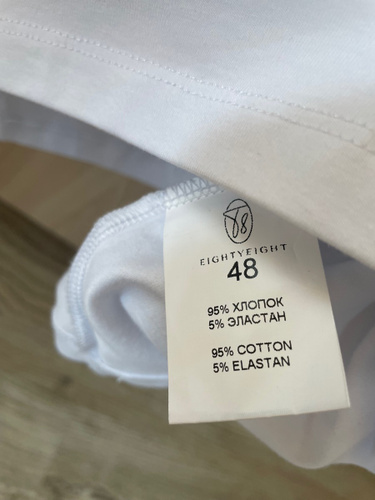 88
EIGHTYEIGHT
48
95% ХЛОПОК
5% ЭЛАСТАН
95% COTTON
5% ELASTAN